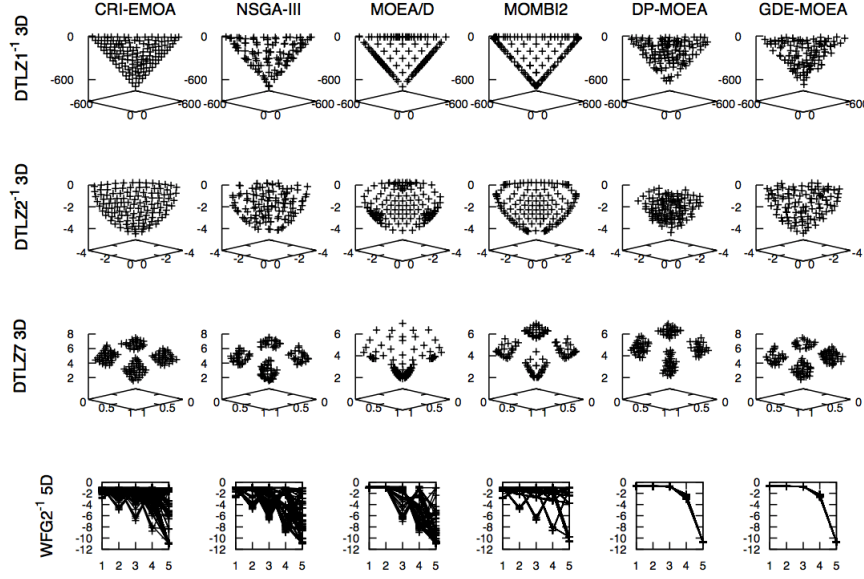 CRI-EMOA NSGA-III MOEA/D MOMBI2 DP-MOEA GDE-MOEA
DTLZ1⁻¹ 3D
0 0 0 0 0 0
-600 -600 -600 -600 -600 -600
-600 0 0 -600 0 0 -600 0 0 -600 0 0 -600 0 0 -600 0 0 -600
DTLZ2⁻¹ 3D
0 0 0 0 0 0
-2 -2 -2 -2 -2 -2
-4 -4 -4 -4 -4 -4
-4 -2 0 0 -2 -4 -2 0 0 -2 -4 -2 0 0 -2 -4 -2 0 0 -2 -4 -2 0 0 -2 -4 -2 0 0 -2 -4
DTLZ7 3D
8 8 6 6 8 8
6 6 4 4 6 6
4 4 2 2 4 4
2 2 2 2
0 0.5 1 1 0.5 0 0.5 1 1 0.5 0 0.5 1 1 0.5 0 0.5 1 1 0.5 0 0.5 1 1 0.5 0 0.5 1 1 0.5 0
WFG2⁻¹ 5D
-2 -2 -2 -2 -2 -2
-4 -4 -4 -4 -4 -4
-6 -6 -6 -6 -6 -6
-8 -8 -8 -8 -8 -8
-10 -10 -10 -10 -10 -10
-12 -12 -12 -12 -12 -12
1 2 3 4 5 1 2 3 4 5 1 2 3 4 5 1 2 3 4 5 1 2 3 4 5 1 2 3 4 5